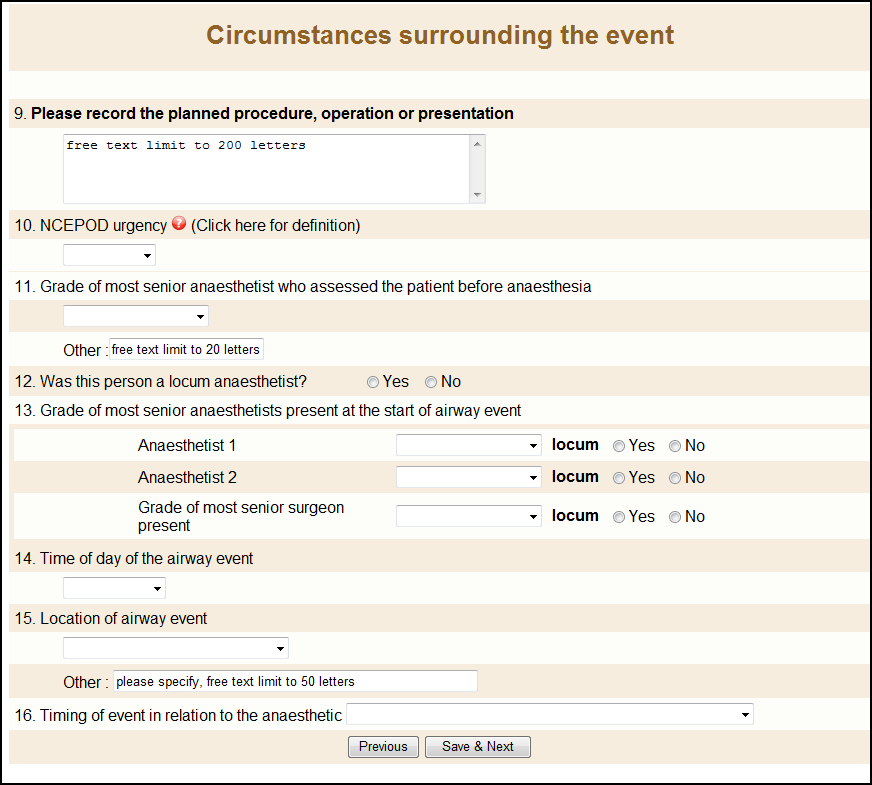 Circumstances surrounding the event
9. Please record the planned procedure, operation or presentation
free text limit to 200 letters
10. NCEPOD urgency ? (Click here for definition)
11. Grade of most senior anaesthetist who assessed the patient before anaesthesia
Other : free text limit to 20 letters
12. Was this person a locum anaesthetist? Yes No
13. Grade of most senior anaesthetists present at the start of airway event
Anaesthetist 1 locum Yes No
Anaesthetist 2 locum Yes No
Grade of most senior surgeon
present locum Yes No
14. Time of day of the airway event
15. Location of airway event
Other : please specify, free text limit to 50 letters
16. Timing of event in relation to the anaesthetic
Previous Save & Next